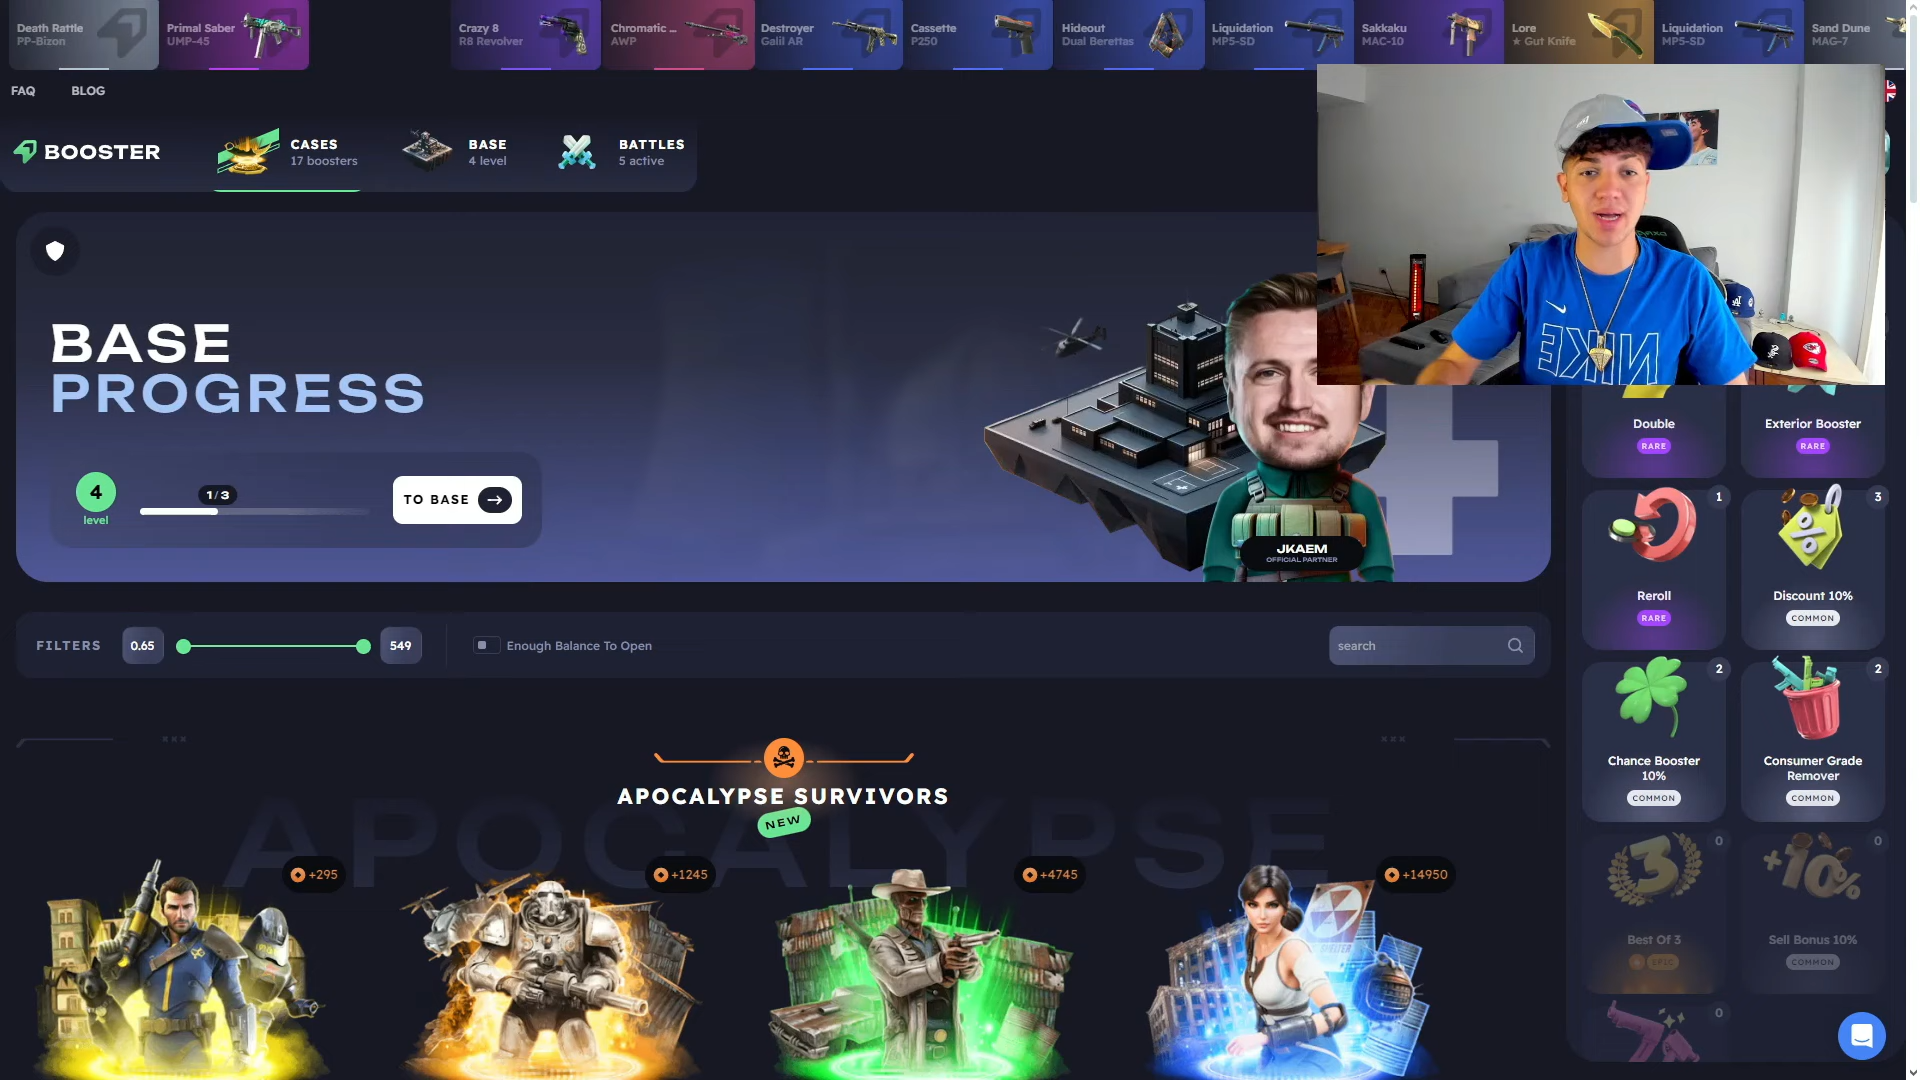 Death Rattle
PP-Bizon
Primal Saber
UMP-45
Crazy 8
R8 Revolver
Chromatic ...
AWP
Destroyer
Galil AR
Cassette
P250
Hideout
Dual Berettas
Liquidation
MP5-SD
Sakkaku
MAC-10
Lore
★ Gut Knife
Liquidation
MP5-SD
Sand Dune
MAG-7
FAQ
BLOG
BOOSTER
CASES
17 boosters
BASE
4 level
BATTLES
5 active
BASE
PROGRESS
4
level
1/3
TO BASE
JKAEM
OFFICIAL PARTNER
NIKE
Double
RARE
Exterior Booster
RARE
1
Reroll
RARE
3
Discount 10%
COMMON
2
Chance Booster
10%
COMMON
2
Consumer Grade
Remover
COMMON
0
Best Of 3
EPIC
0
+10%
Sell Bonus 10%
COMMON
0
FILTERS
0.65
549
Enough Balance To Open
search
APOCALYPSE
APOCALYPSE SURVIVORS
NEW
+295
+1245
+4745
+14950